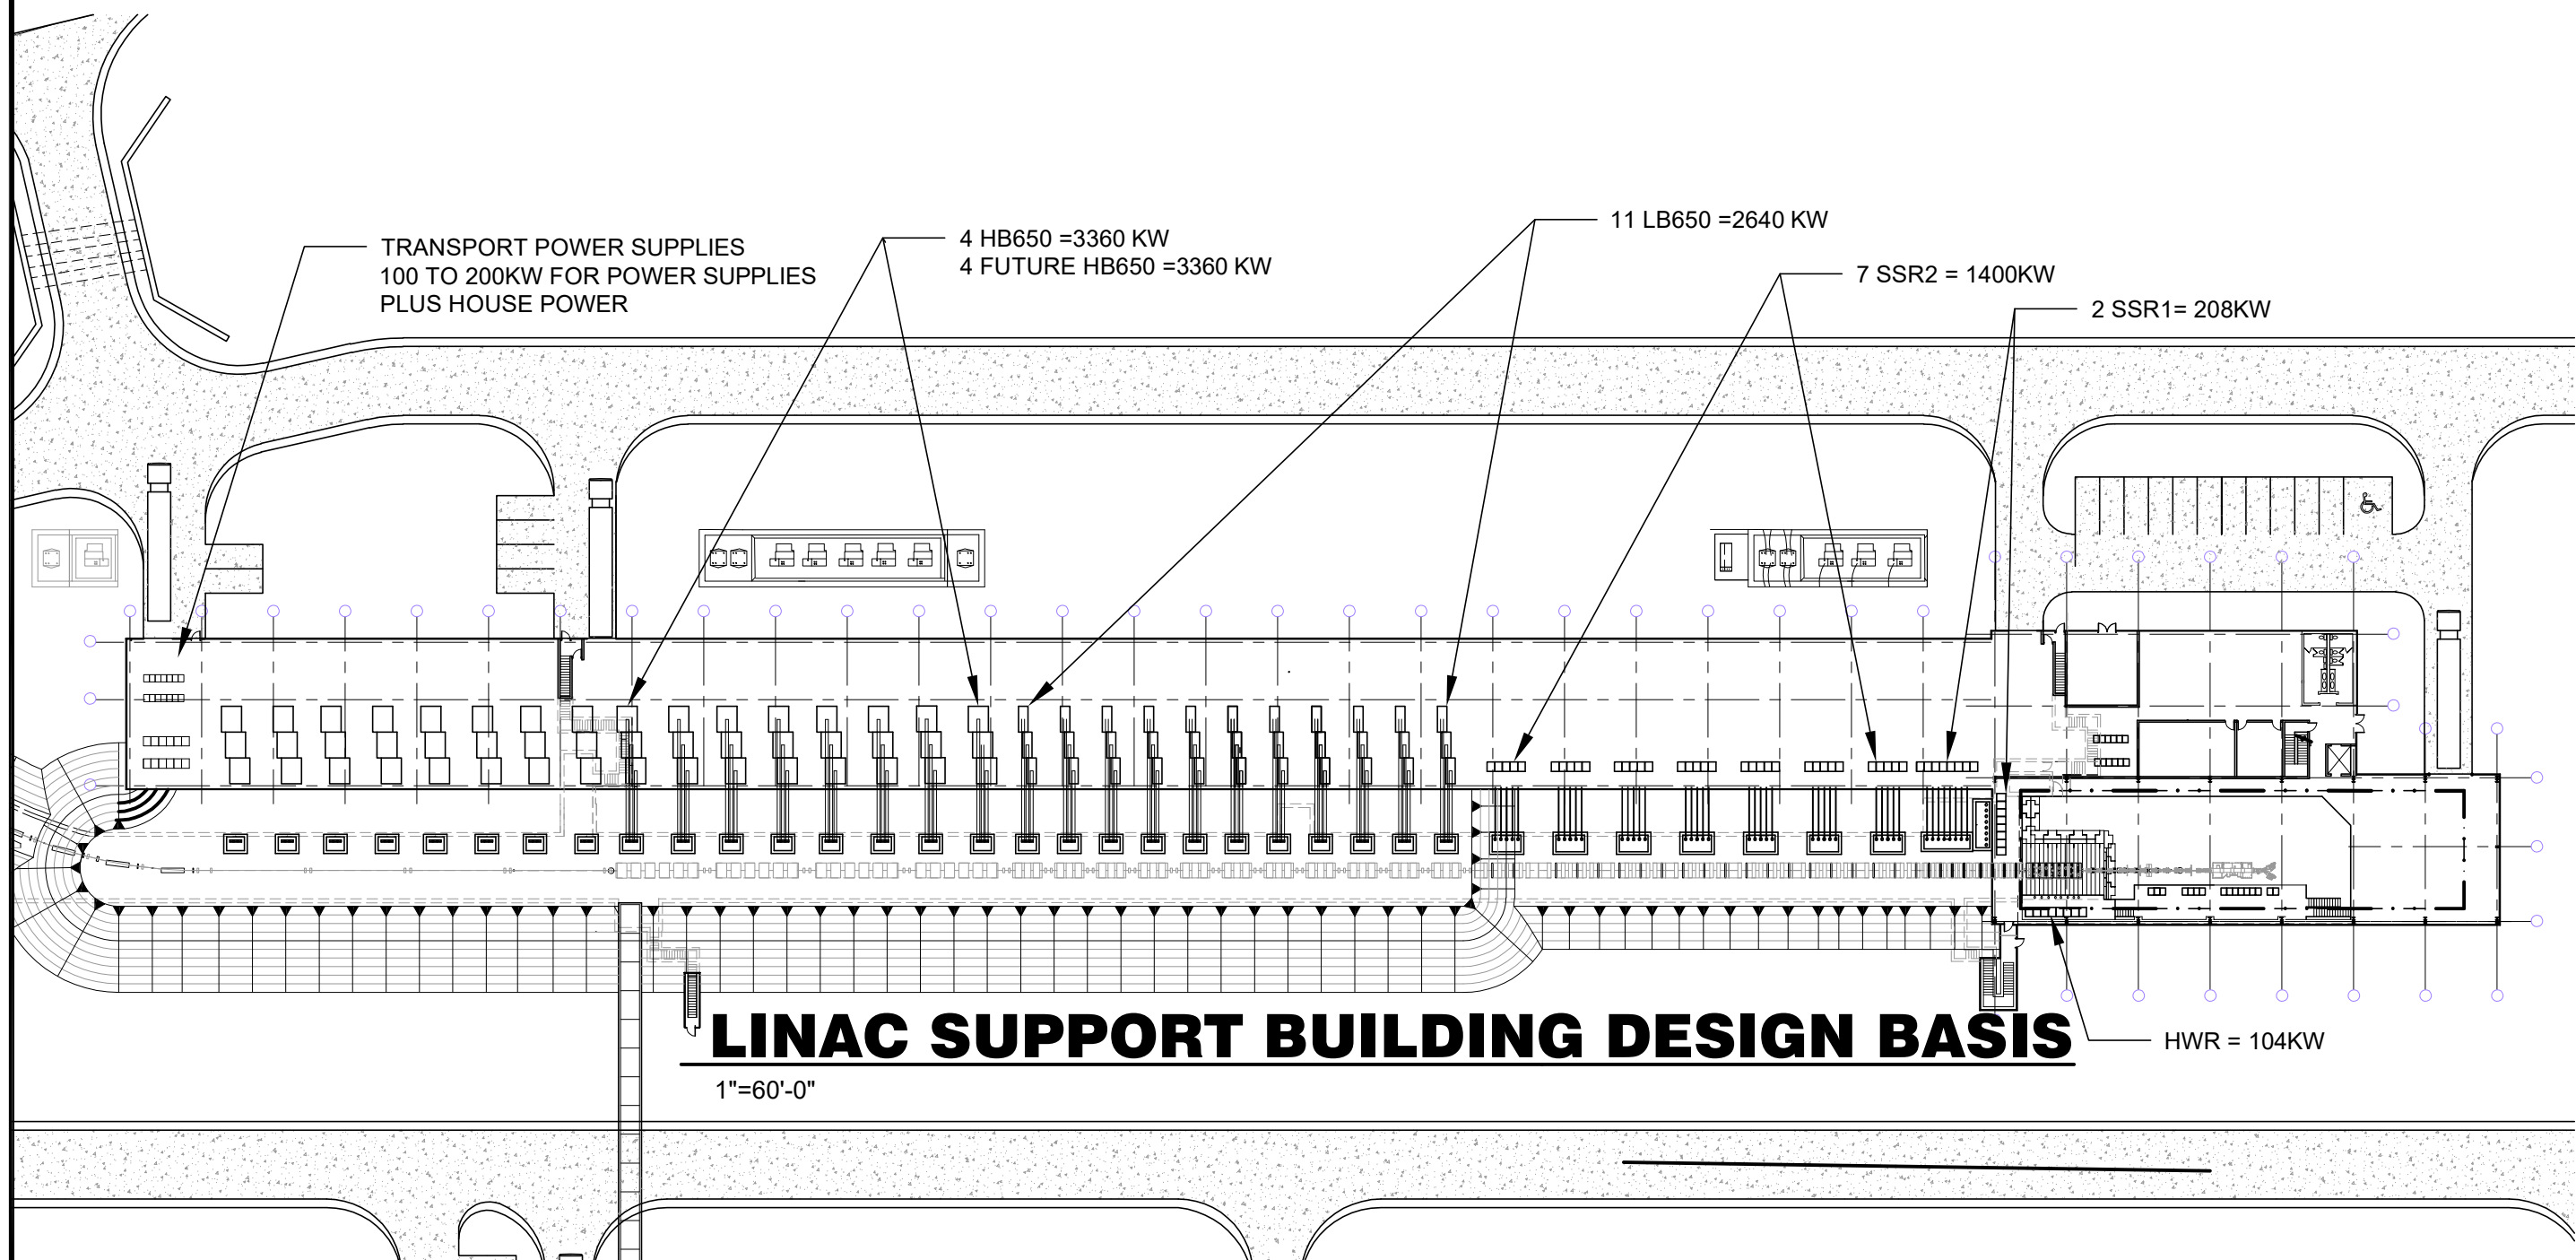 TRANSPORT POWER SUPPLIES
100 TO 200KW FOR POWER SUPPLIES
PLUS HOUSE POWER
4 HB650 =3360 KW
4 FUTURE HB650 =3360 KW
11 LB650 =2640 KW
7 SSR2 = 1400KW
2 SSR1= 208KW
HWR = 104KW
LINAC SUPPORT BUILDING DESIGN BASIS
1"=60'-0"